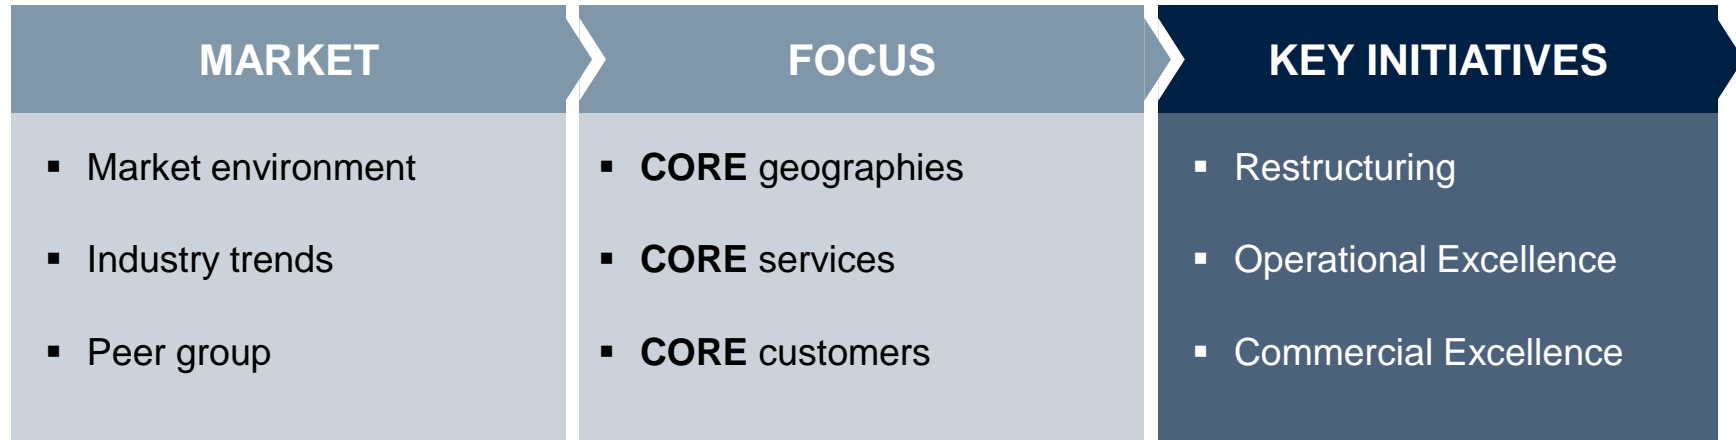 MARKET
▪ Market environment
▪ Industry trends
▪ Peer group
FOCUS
▪ CORE geographies
▪ CORE services
▪ CORE customers
KEY INITIATIVES
▪ Restructuring
▪ Operational Excellence
▪ Commercial Excellence